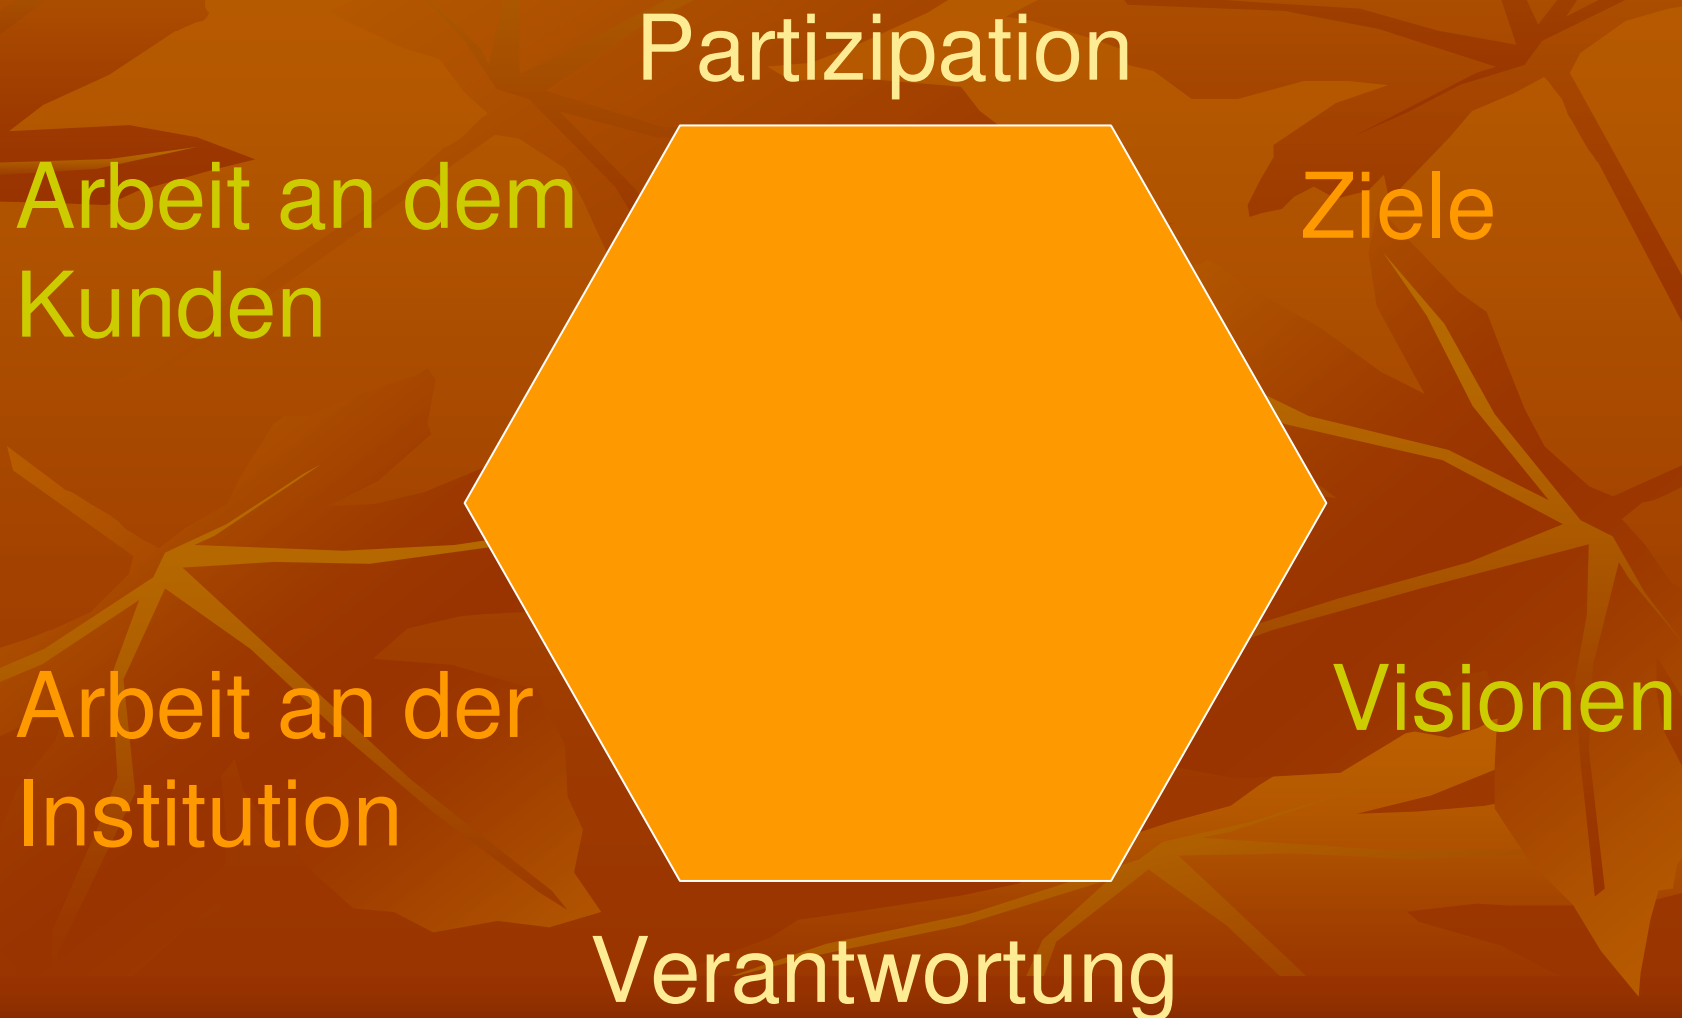 Partizipation
Arbeit an dem
Kunden
Ziele
Arbeit an der
Institution
Visionen
Verantwortung